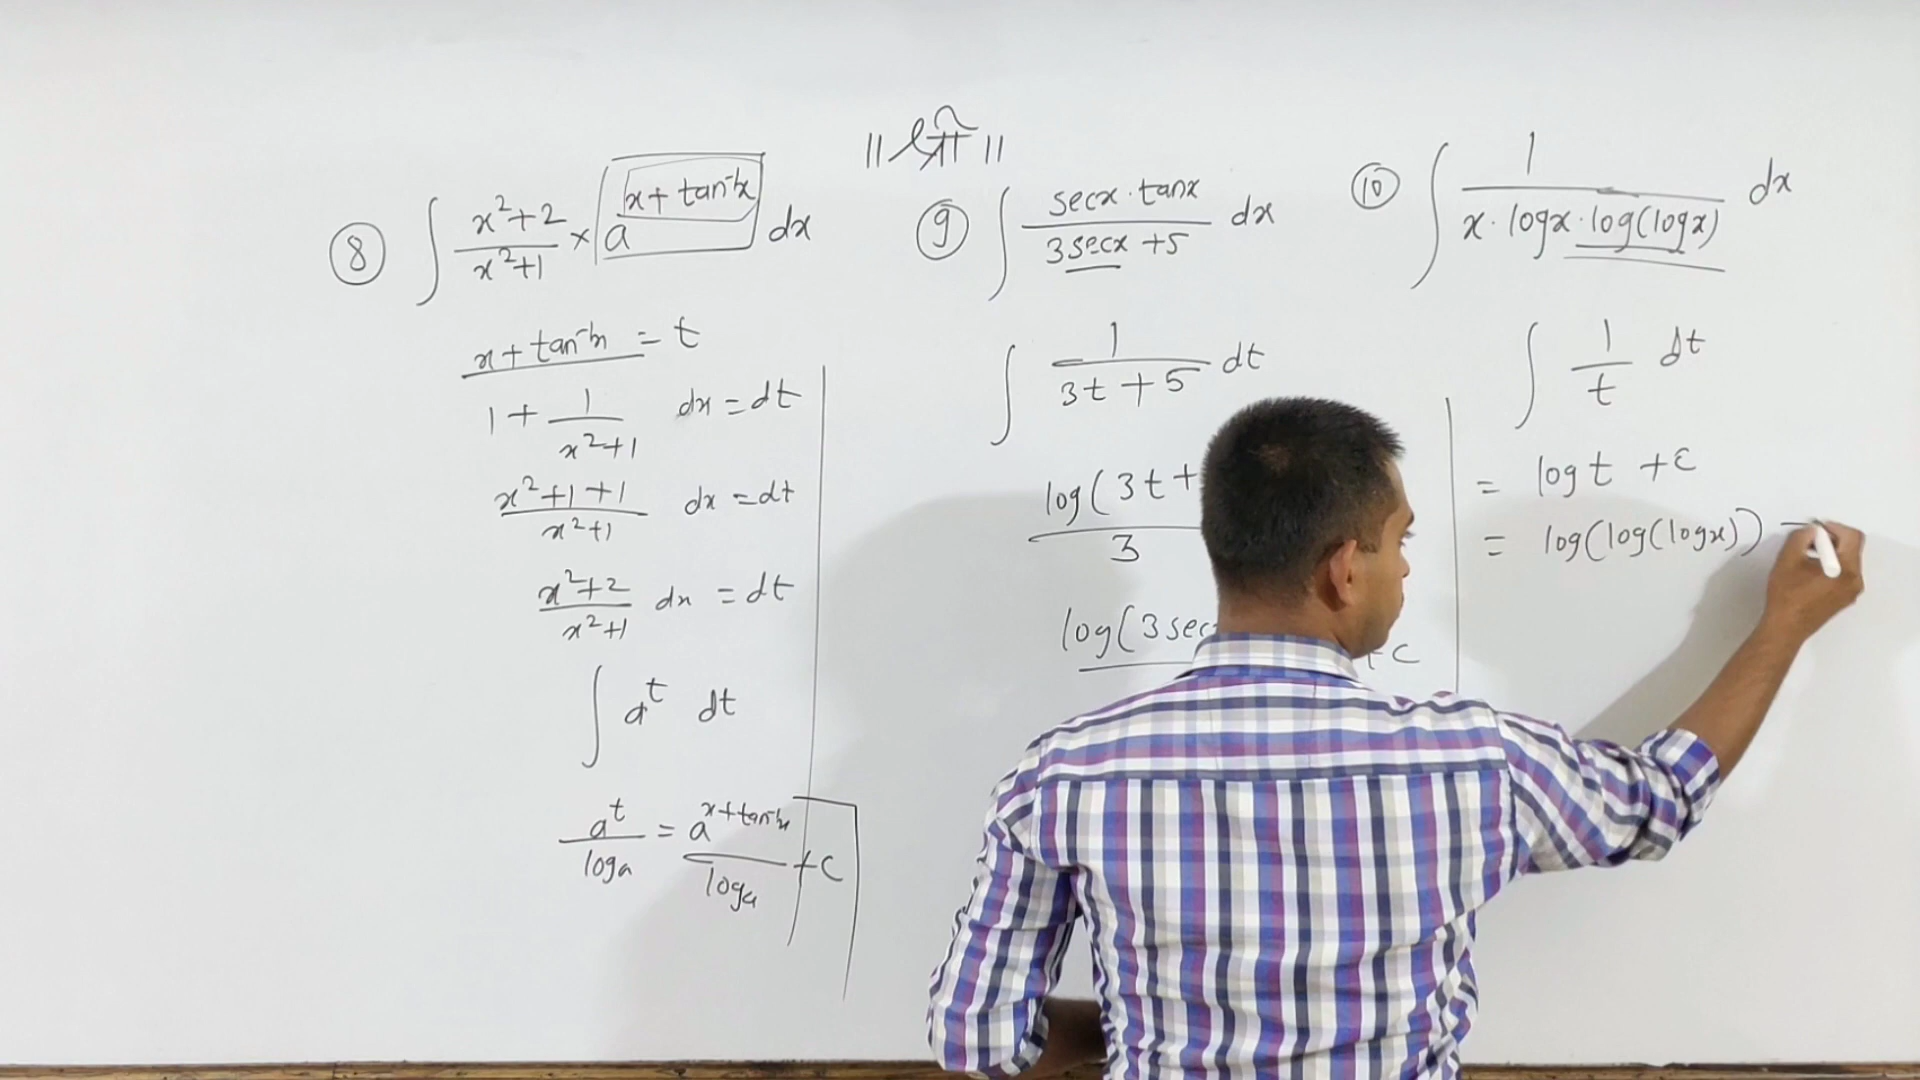 ॥ श्री ॥
⑧ ∫ (x²+2)/(x²+1) × a^(x+tan⁻¹x) dx
x+tan⁻¹x = t
1 + 1/(x²+1) dx = dt
(x²+1+1)/(x²+1) dx = dt
(x²+2)/(x²+1) dx = dt
∫ a^t dt
a^t/loga = a^(x+tan⁻¹x)/loga + c
⑨ ∫ secx·tanx/(3secx+5) dx
∫ 1/(3t+5) dt
log(3t+
3
log(3sec
+c
⑩ ∫ 1/(x·logx·log(logx)) dx
∫ 1/t dt
= logt + c
= log(log(logx))